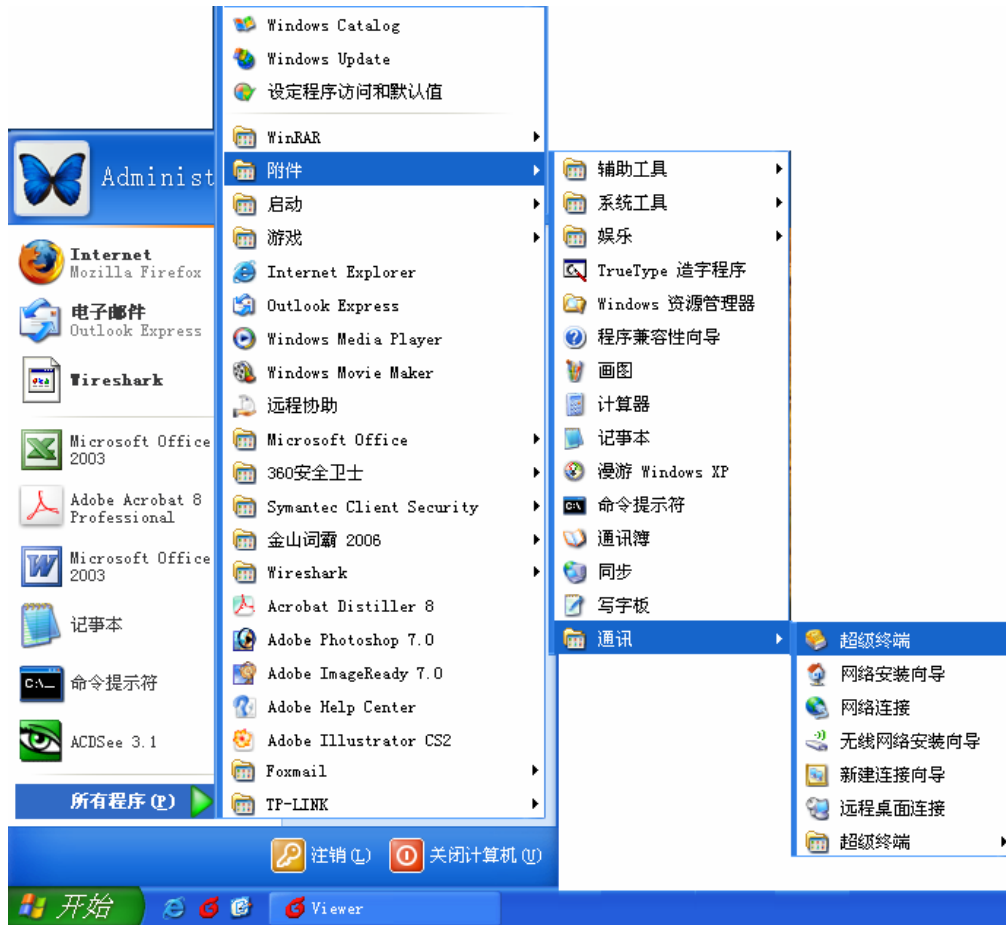 Administ
Internet
Mozilla Firefox
电子邮件
Outlook Express
Wireshark
Microsoft Office
2003
Adobe Acrobat 8
Professional
Microsoft Office
2003
记事本
命令提示符
ACDSee 3.1
所有程序(P)
Windows Catalog
Windows Update
设定程序访问和默认值
WinRAR
附件
启动
游戏
Internet Explorer
Outlook Express
Windows Media Player
Windows Movie Maker
远程协助
Microsoft Office
360安全卫士
Symantec Client Security
金山词霸 2006
Wireshark
Acrobat Distiller 8
Adobe Photoshop 7.0
Adobe ImageReady 7.0
Adobe Help Center
Adobe Illustrator CS2
Foxmail
TP-LINK
辅助工具
系统工具
娱乐
TrueType 造字程序
Windows 资源管理器
程序兼容性向导
画图
计算器
记事本
漫游 Windows XP
命令提示符
通讯簿
同步
写字板
通讯
超级终端
网络安装向导
网络连接
无线网络安装向导
新建连接向导
远程桌面连接
超级终端
注销(L)
关闭计算机(U)
开始
Viewer